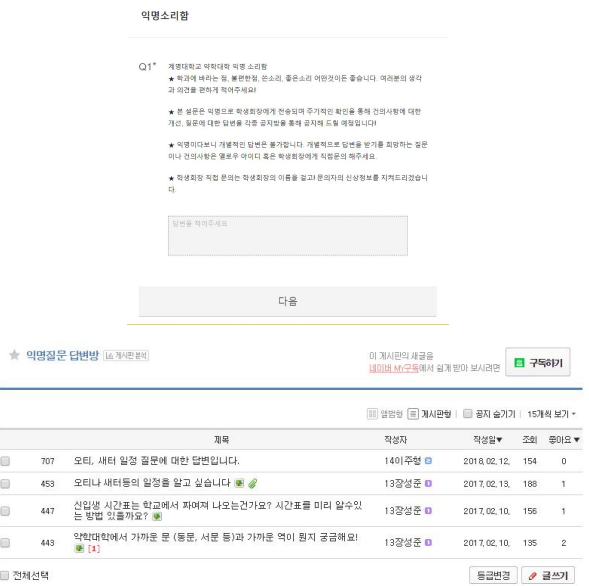 익명소리함
Q1*
계명대학교 약학대학 익명 소리함
★ 학과에 바라는 점, 불편한점, 쓴소리, 좋은소리 어떤것이든 좋습니다. 여러분의 생각
과 의견을 편하게 적어주세요!
★ 본 설문은 익명으로 학생회장에게 전송되며 주기적인 확인을 통해 건의사항에 대한
개선, 질문에 대한 답변을 각종 공지방을 통해 공지해 드릴 예정입니다!
★ 익명이다보니 개별적인 답변은 불가합니다. 개별적으로 답변을 받기를 희망하는 질문
이나 건의사항은 옐로우 아이디 혹은 학생회장에게 직접문의 해주세요.
★ 학생회장 직접 문의는 학생회장의 이름을 걸고! 문의자의 신상정보를 지켜드리겠습니
다.
답변을 적어주세요
다음
익명질문 답변방 게시판 분석
이 게시판의 새글을
네이버 MY구독에서 쉽게 받아 보시려면
구독하기
앨범형 게시판형 | 공지 숨기기 | 15개씩 보기
제목 작성자 작성일▼ 조회 좋아요▼
707 오티, 새터 일정 질문에 대한 답변입니다. 14이주형 2018.02.12. 154 0
453 오티나 새터등의 일정을 알고 싶습니다 13장성준 2017.02.13. 188 1
447 신입생 시간표는 학교에서 짜여져 나오는건가요? 시간표를 미리 알수있
는 방법 있을까요? 13장성준 2017.02.10. 156 1
443 약학대학에서 가까운 문 (동문, 서문 등)과 가까운 역이 뭔지 궁금해요!
[1] 13장성준 2017.02.10. 135 2
전체선택 등급변경 글쓰기